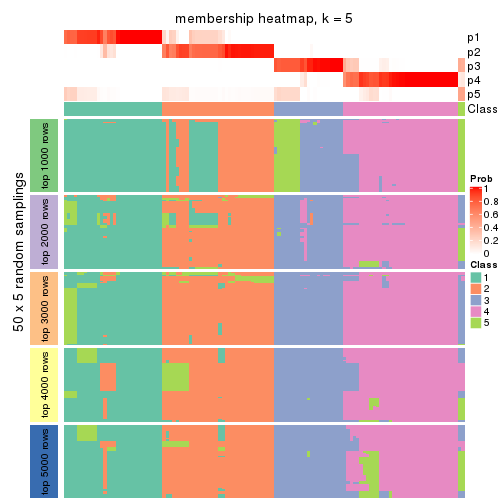 membership heatmap, k = 5
p1
p2
p3
p4
p5
Class
50 x 5 random samplings
top 1000 rows
top 2000 rows
top 3000 rows
top 4000 rows
top 5000 rows
Prob
1
0.8
0.6
0.4
0.2
0
Class
1
2
3
4
5